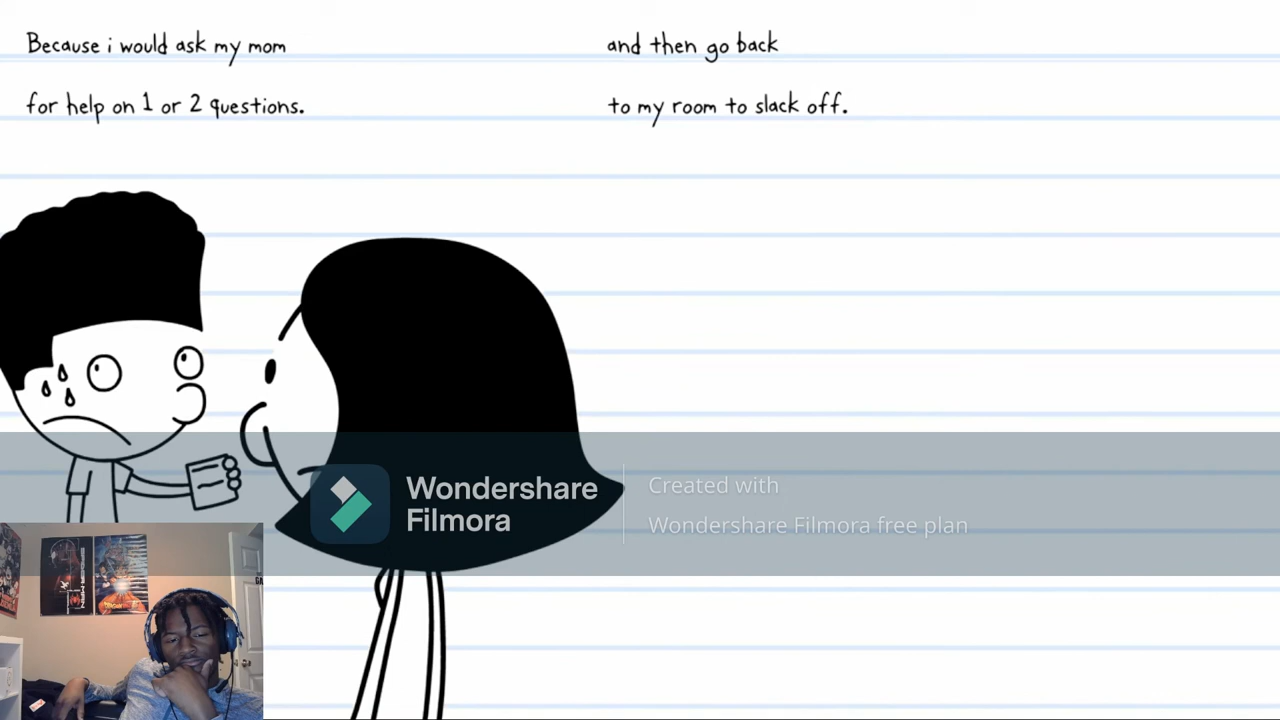 Because i would ask my mom
for help on 1 or 2 questions.
and then go back
to my room to slack off.
Wondershare
Filmora
Created with
Wondershare Filmora free plan